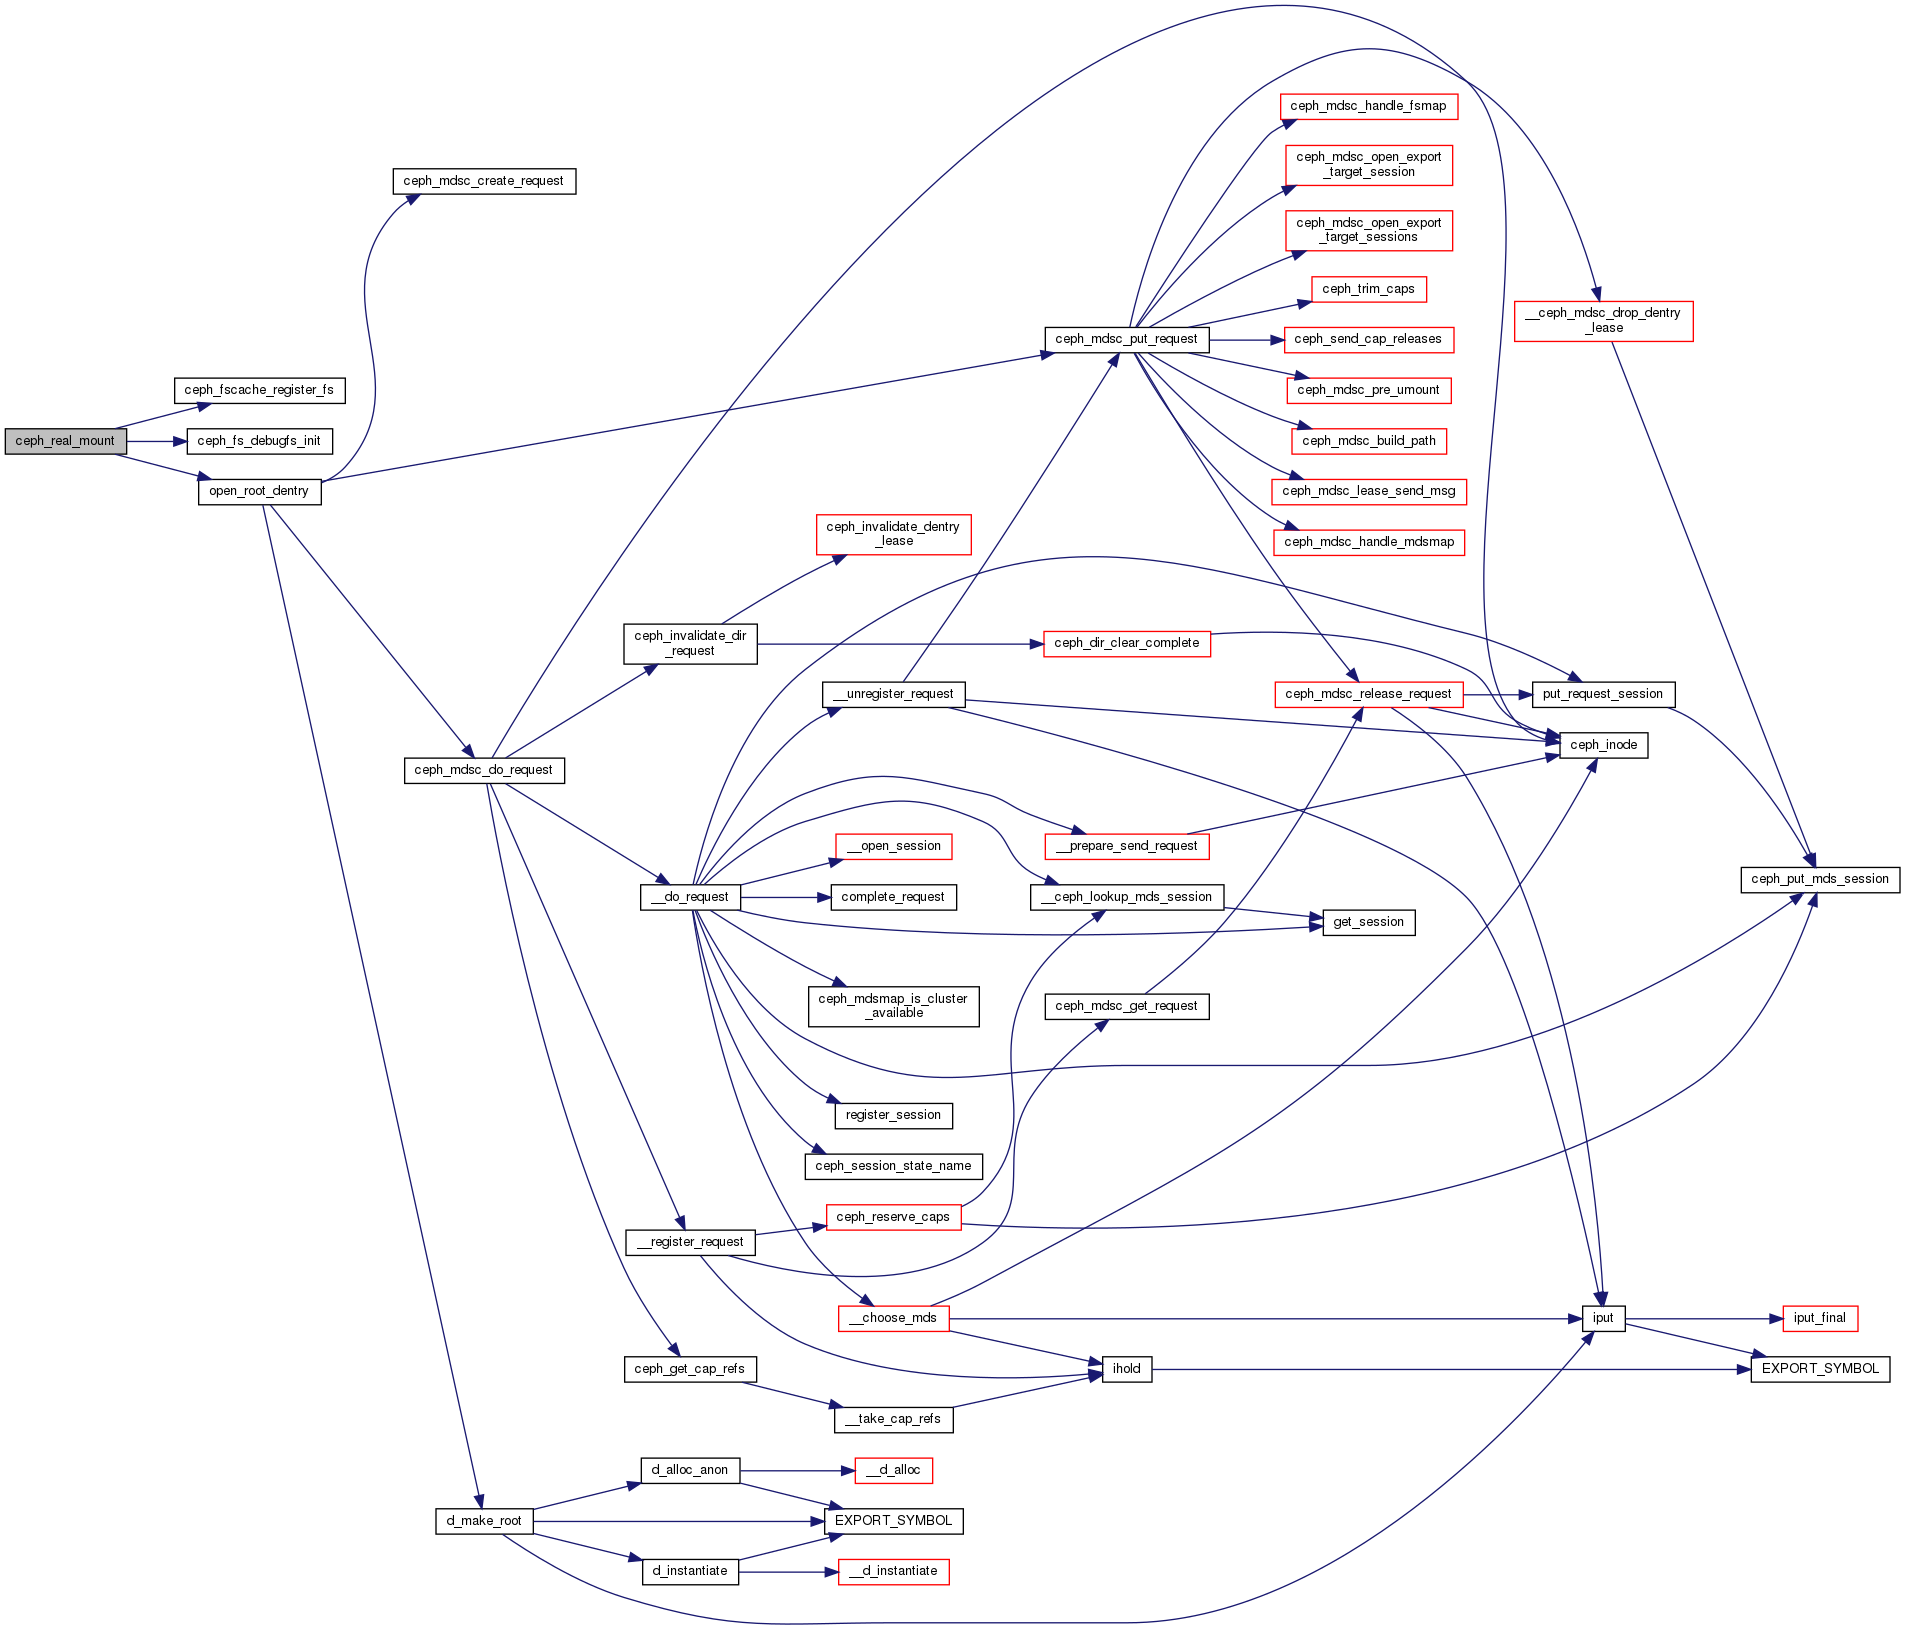 ceph_mdsc_handle_fsmap
ceph_mdsc_open_export
_target_session
ceph_mdsc_create_request
ceph_mdsc_open_export
_target_sessions
ceph_trim_caps
__ceph_mdsc_drop_dentry
_lease
ceph_mdsc_put_request
ceph_send_cap_releases
ceph_fscache_register_fs
ceph_mdsc_pre_umount
ceph_real_mount
ceph_fs_debugfs_init
ceph_mdsc_build_path
open_root_dentry
ceph_mdsc_lease_send_msg
ceph_invalidate_dentry
_lease
ceph_mdsc_handle_mdsmap
ceph_invalidate_dir
_request
ceph_dir_clear_complete
__unregister_request
ceph_mdsc_release_request
put_request_session
ceph_inode
ceph_mdsc_do_request
__open_session
__prepare_send_request
ceph_put_mds_session
__do_request
complete_request
__ceph_lookup_mds_session
get_session
ceph_mdsmap_is_cluster
_available
ceph_mdsc_get_request
register_session
ceph_session_state_name
ceph_reserve_caps
__register_request
__choose_mds
iput
iput_final
ceph_get_cap_refs
ihold
EXPORT_SYMBOL
__take_cap_refs
d_alloc_anon
__d_alloc
d_make_root
EXPORT_SYMBOL
d_instantiate
__d_instantiate